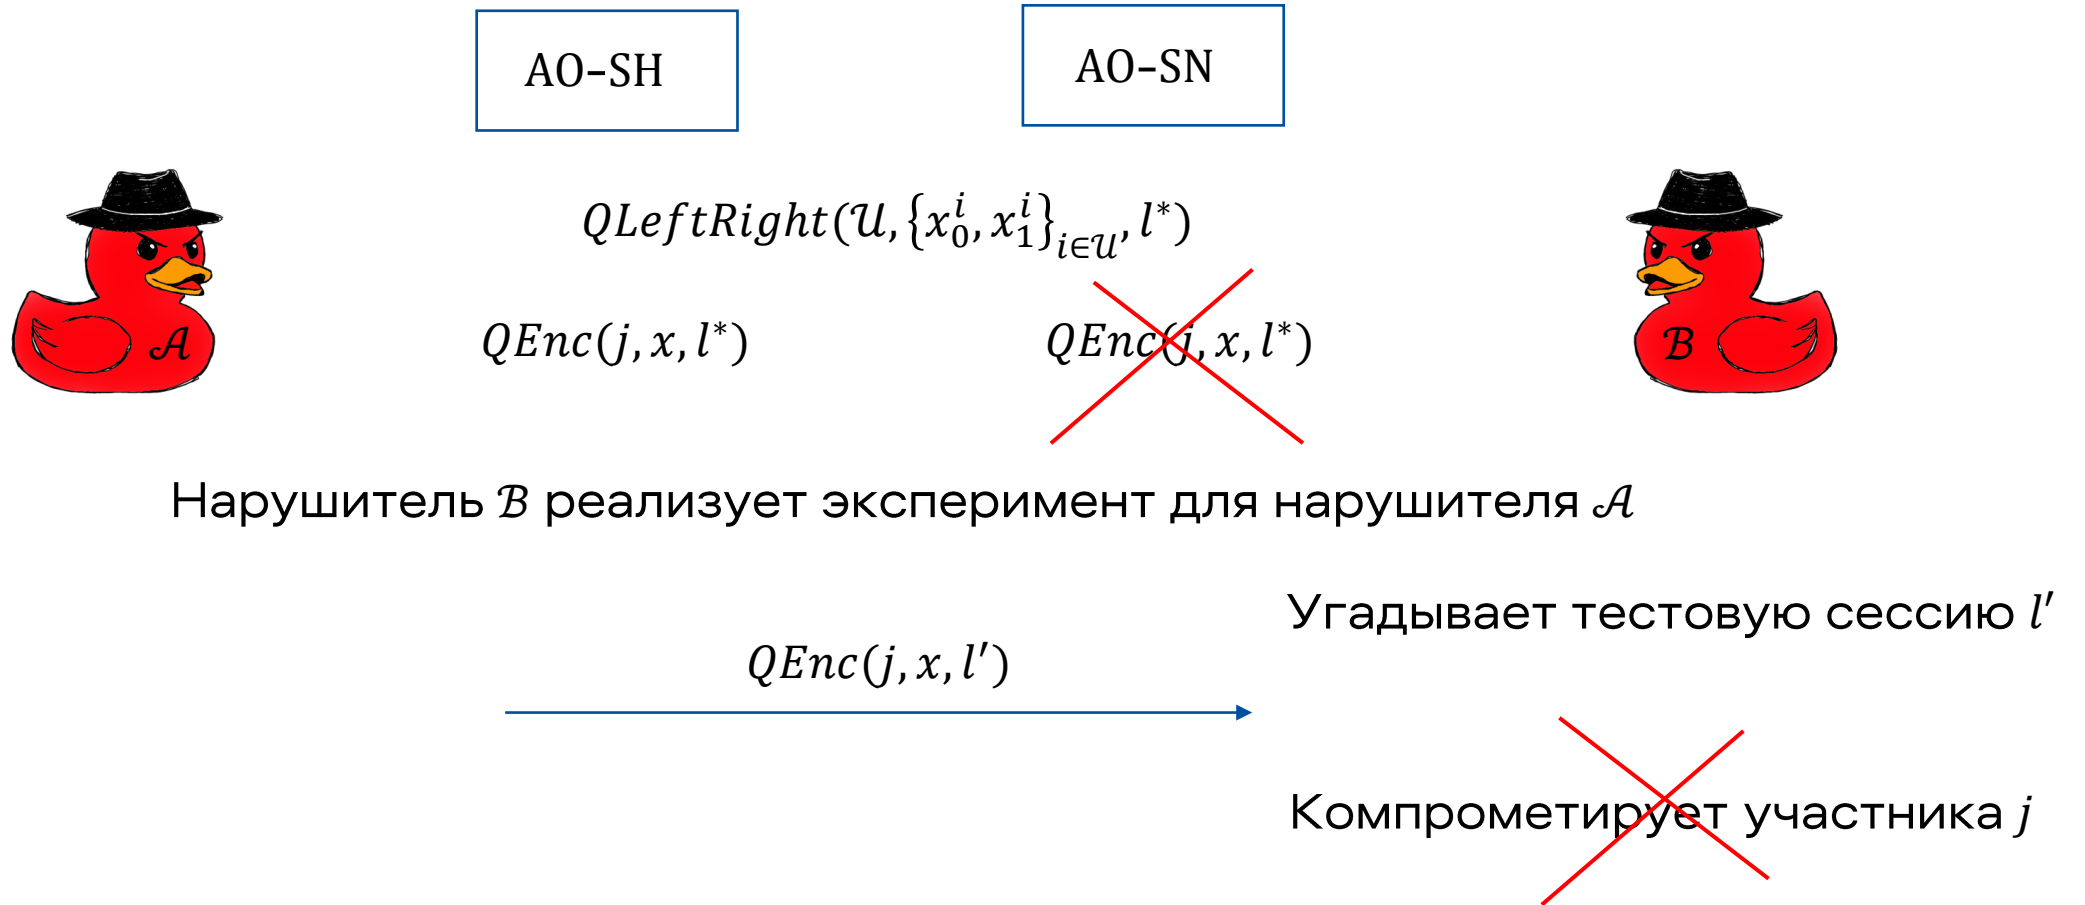 AO–SH
AO–SN
QLeftRight(𝒰, {x₀ⁱ, x₁ⁱ}ᵢ∈𝒰, l*)
𝒜
QEnc(j, x, l*)
QEnc(j, x, l*)
ℬ
Нарушитель ℬ реализует эксперимент для нарушителя 𝒜
Угадывает тестовую сессию l′
QEnc(j, x, l′)
Компрометирует участника j